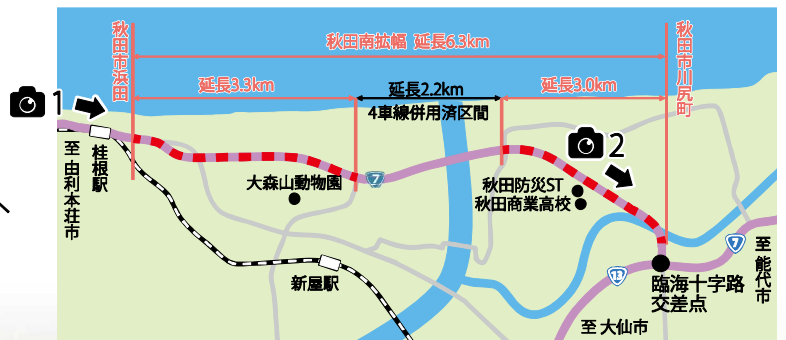 秋田市浜田
秋田南拡幅 延長6.3km
秋田市川尻町
延長3.3km
延長2.2km
4車線併用済区間
延長3.0km
1
2
至 由利本荘市
桂根駅
大森山動物園
7
秋田防災ST
秋田商業高校
新屋駅
13
7
至 能代市
臨海十字路
交差点
至 大仙市